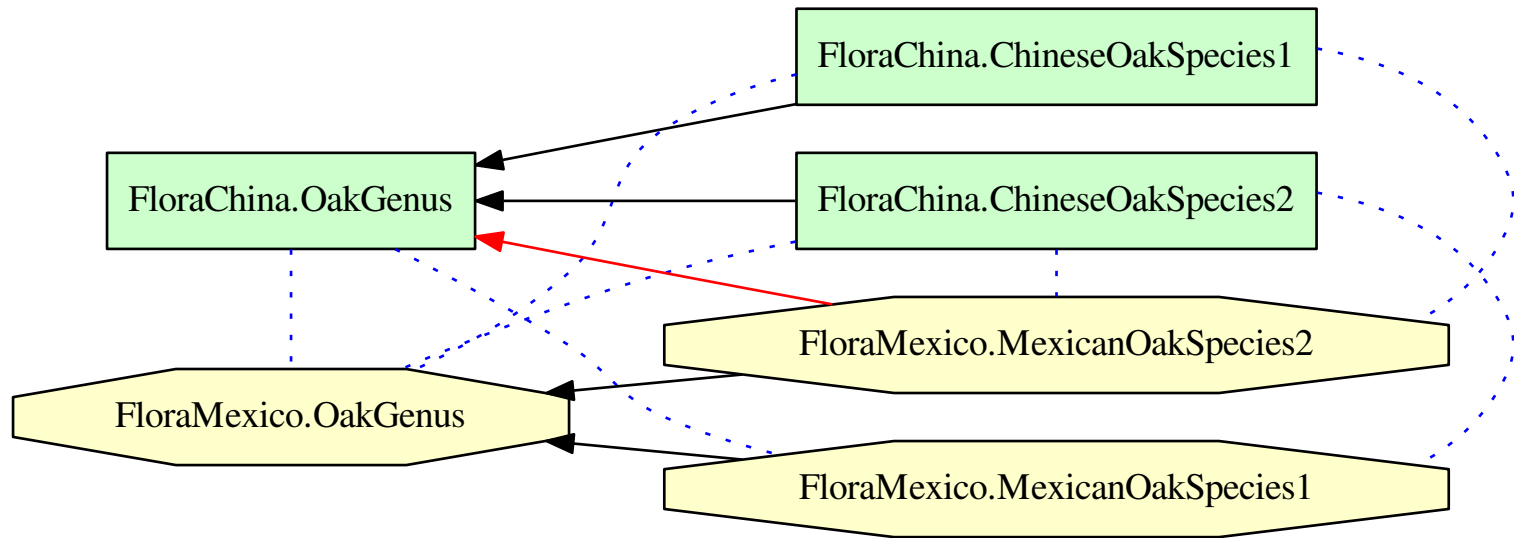 FloraChina.ChineseOakSpecies1
FloraChina.OakGenus
FloraChina.ChineseOakSpecies2
FloraMexico.MexicanOakSpecies2
FloraMexico.OakGenus
FloraMexico.MexicanOakSpecies1